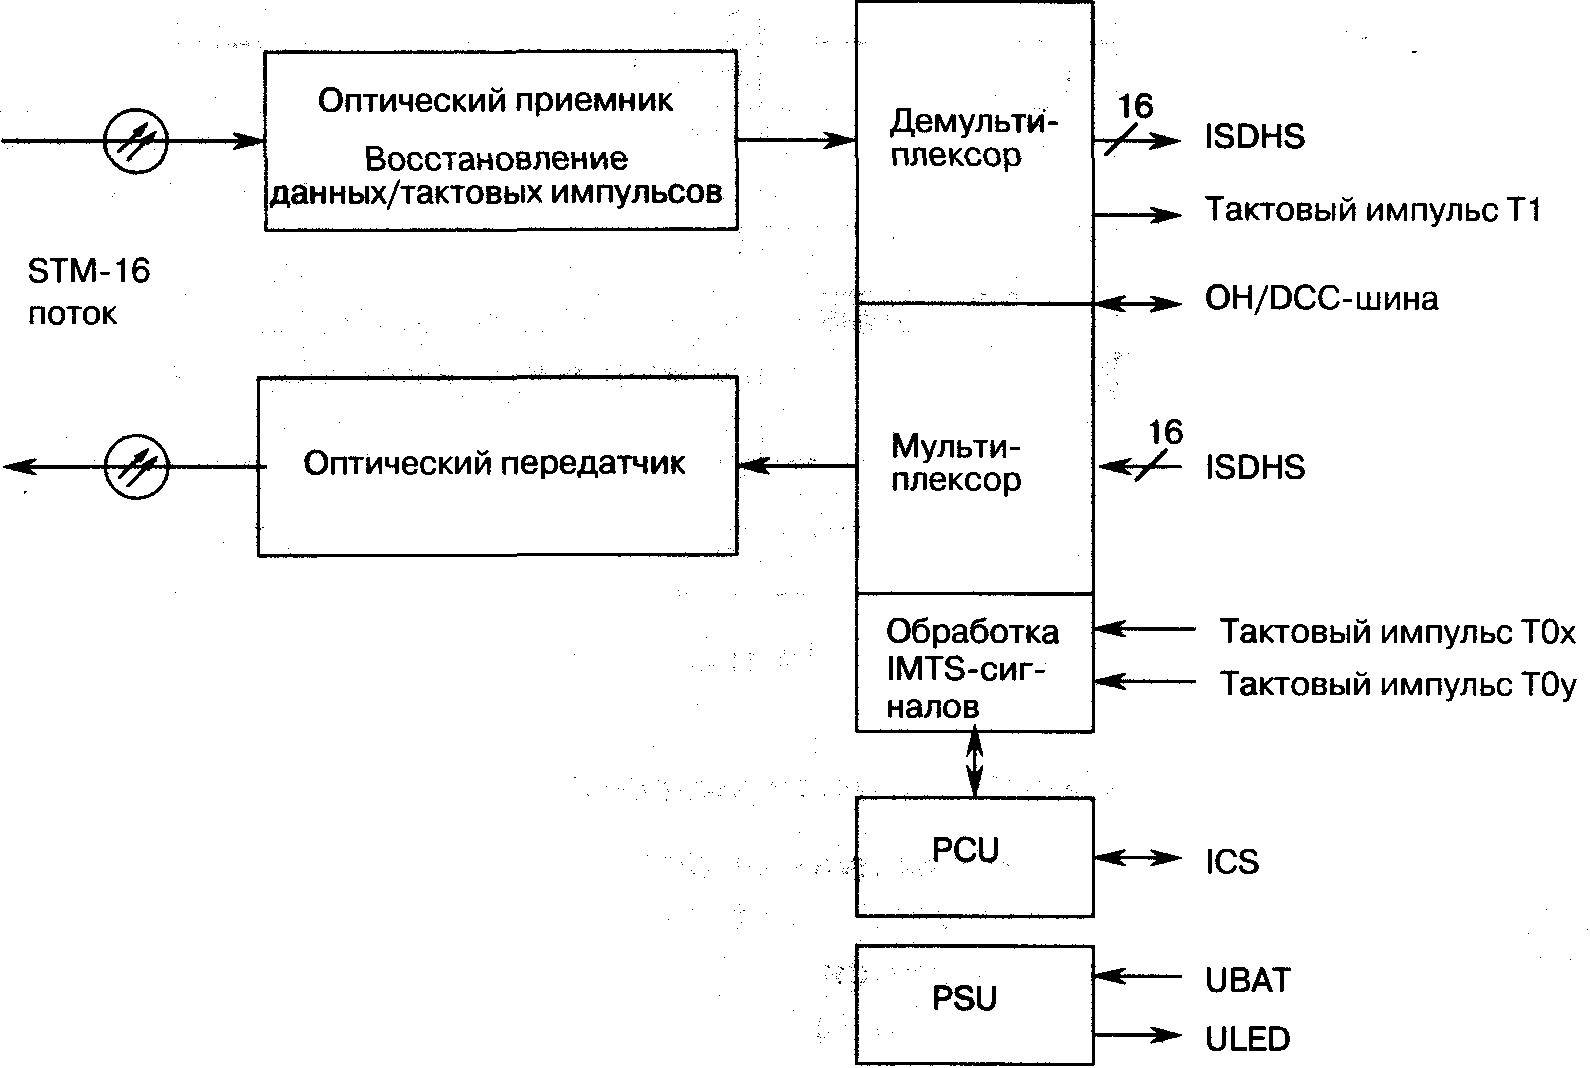 Оптический приемник
Восстановление
данных/тактовых импульсов
STM-16
поток
Оптический передатчик
Демульти-
плексор
Мульти-
плексор
Обработка
IMTS-сиг-
налов
PCU
PSU
16
ISDHS
Тактовый импульс T1
OH/DCC-шина
16
ISDHS
Тактовый импульс T0x
Тактовый импульс T0y
ICS
UBAT
ULED